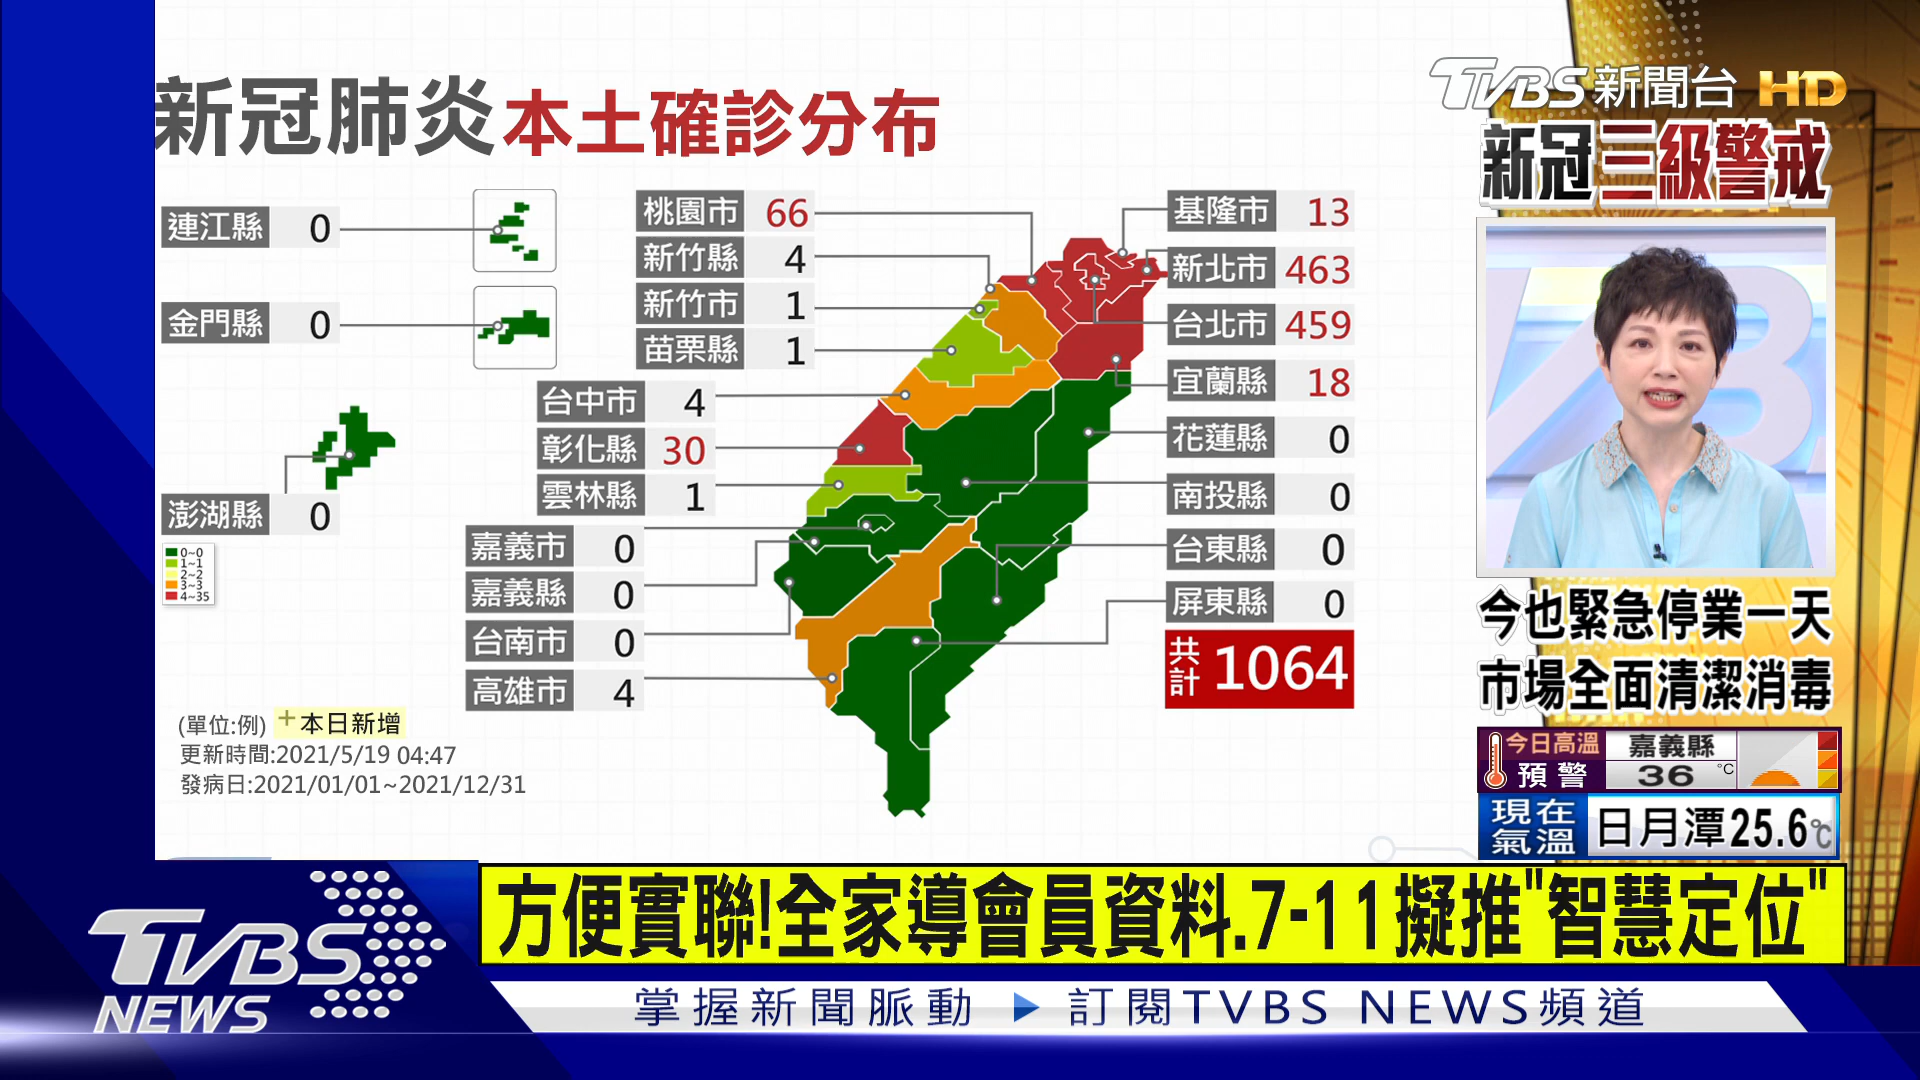 新冠肺炎本土確診分布
連江縣 0
金門縣 0
澎湖縣 0
0~0
1~1
2~2
3~3
4~35
桃園市 66
新竹縣 4
新竹市 1
苗栗縣 1
台中市 4
彰化縣 30
雲林縣 1
嘉義市 0
嘉義縣 0
台南市 0
高雄市 4
基隆市 13
新北市 463
台北市 459
宜蘭縣 18
花蓮縣 0
南投縣 0
台東縣 0
屏東縣 0
共計 1064
(單位:例) +本日新增
更新時間:2021/5/19 04:47
發病日:2021/01/01~2021/12/31
TVBS新聞台 HD
新冠三級警戒
今也緊急停業一天
市場全面清潔消毒
今日高溫
預警
嘉義縣
36 °C
現在
氣溫
日月潭25.6℃
方便實聯!全家導會員資料.7-11擬推"智慧定位"
TVBS
NEWS
掌握新聞脈動 ▶ 訂閱TVBS NEWS頻道